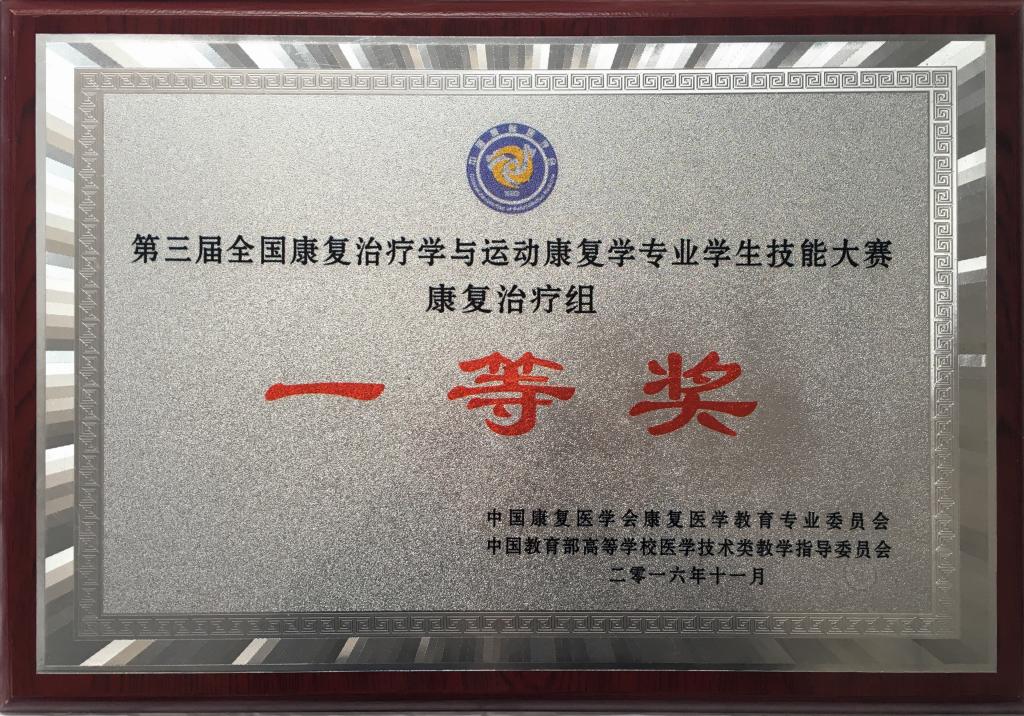 第三届全国康复治疗学与运动康复学专业学生技能大赛
康复治疗组
一等奖
中国康复医学会康复医学教育专业委员会
中国教育部高等学校医学技术类教学指导委员会
二零一六年十一月